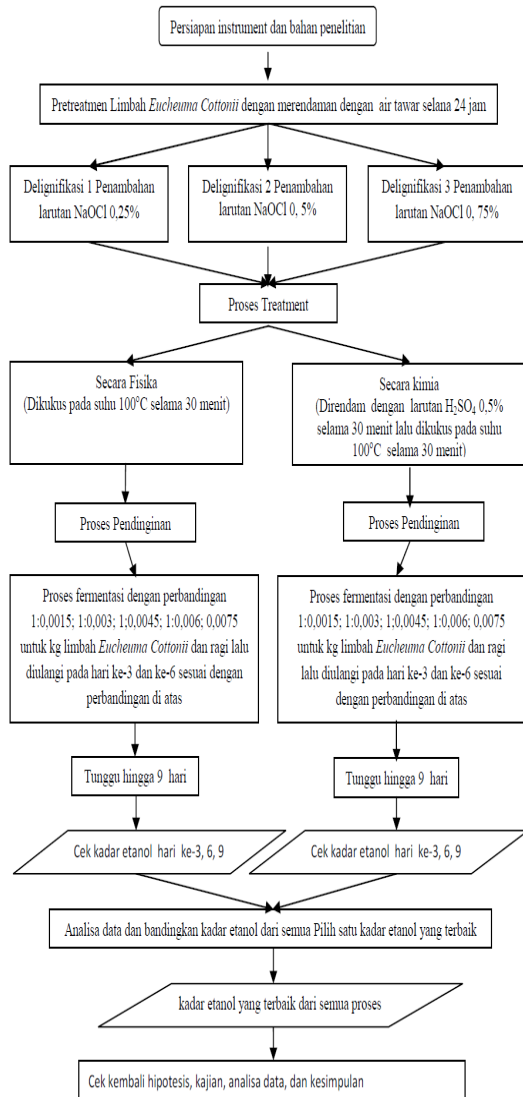 Persiapan instrument dan bahan penelitian
Pretreatmen Limbah Eucheuma Cottonii dengan merendaman dengan air tawar selana 24 jam
Delignifikasi 1 Penambahan
larutan NaOCl 0,25%
Delignifikasi 2 Penambahan
larutan NaOCl 0, 5%
Delignifikasi 3 Penambahan
larutan NaOCl 0, 75%
Proses Treatment
Secara Fisika
(Dikukus pada suhu 100°C selama 30 menit)
Secara kimia
(Direndam dengan larutan H₂SO₄ 0,5%
selama 30 menit lalu dikukus pada suhu
100°C selama 30 menit)
Proses Pendinginan
Proses Pendinginan
Proses fermentasi dengan perbandingan
1:0,0015; 1:0,003; 1;0,0045; 1:0,006; 0,0075
untuk kg limbah Eucheuma Cottonii dan ragi lalu
diulangi pada hari ke-3 dan ke-6 sesuai dengan
perbandingan di atas
Proses fermentasi dengan perbandingan
1:0,0015; 1:0,003; 1;0,0045; 1:0,006; 0,0075
untuk kg limbah Eucheuma Cottonii dan ragi
lalu diulangi pada hari ke-3 dan ke-6 sesuai
dengan perbandingan di atas
Tunggu hingga 9 hari
Tunggu hingga 9 hari
Cek kadar etanol hari ke-3, 6, 9
Cek kadar etanol hari ke-3, 6, 9
Analisa data dan bandingkan kadar etanol dari semua Pilih satu kadar etanol yang terbaik
kadar etanol yang terbaik dari semua proses
Cek kembali hipotesis, kajian, analisa data, dan kesimpulan